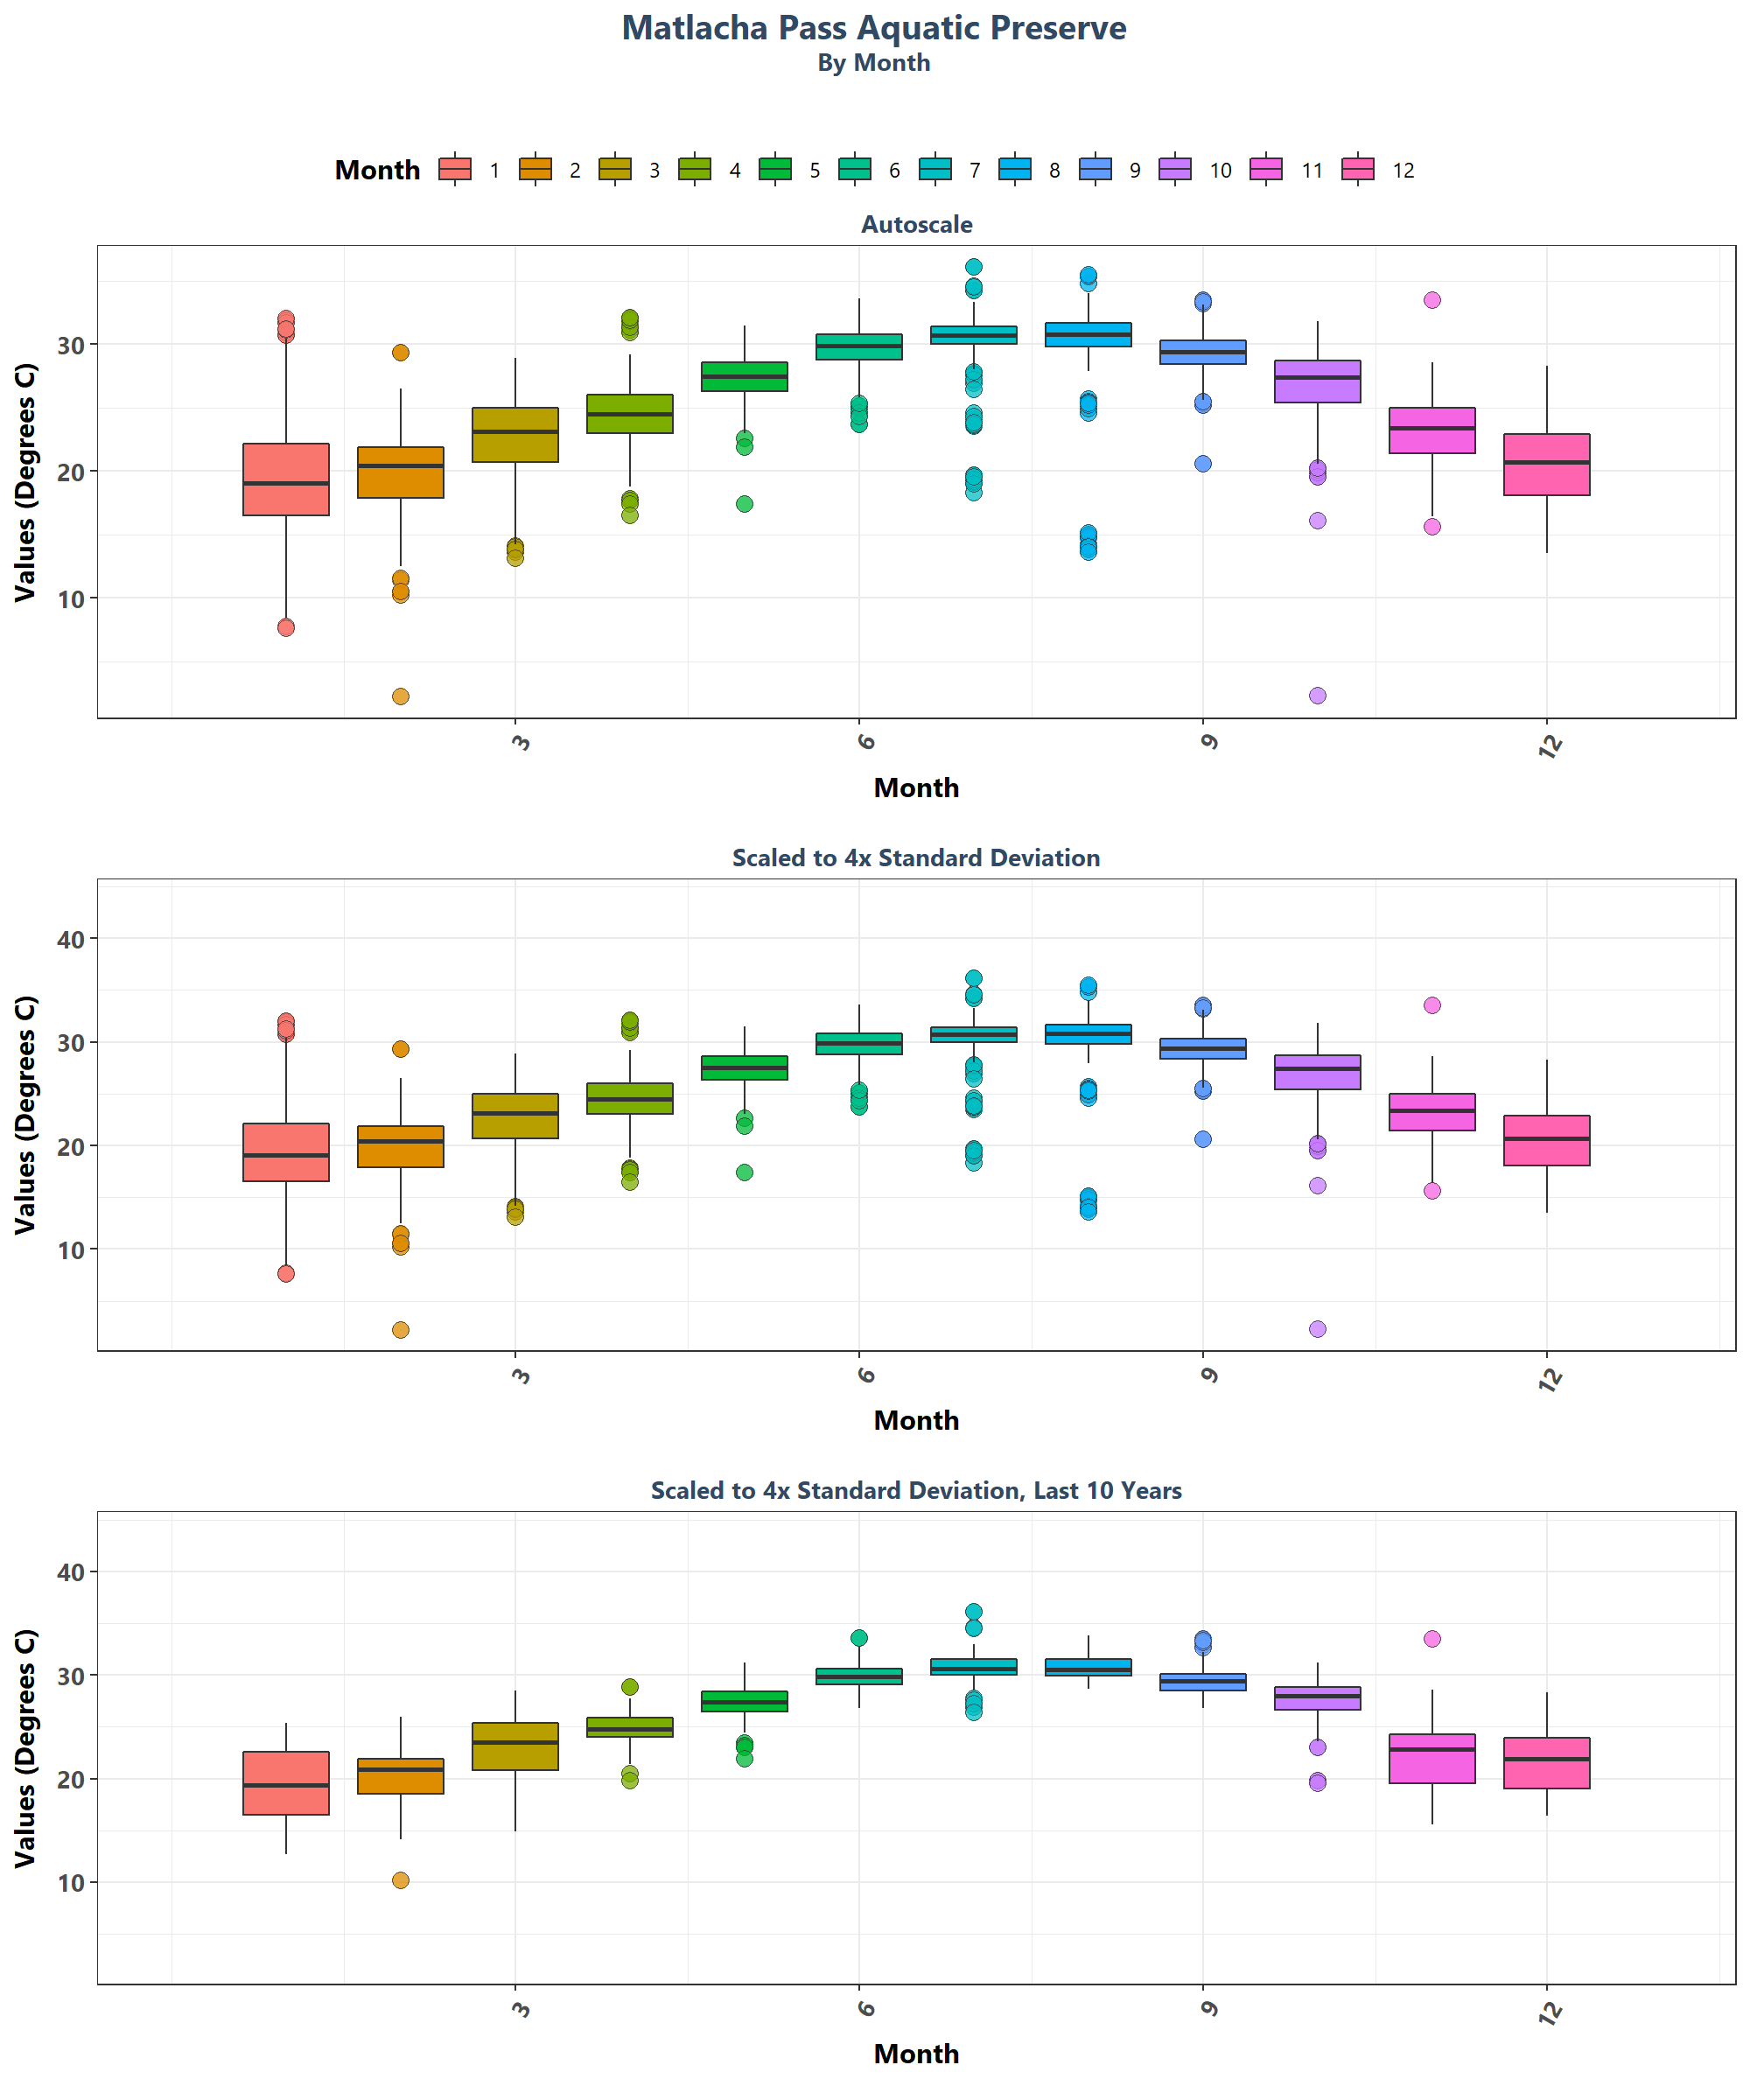 Matlacha Pass Aquatic Preserve
By Month
Month 1 2 3 4 5 6 7 8 9 10 11 12
Autoscale
Values (Degrees C)
30
20
10
3 6 9 12
Month
Scaled to 4x Standard Deviation
Values (Degrees C)
40
30
20
10
3 6 9 12
Month
Scaled to 4x Standard Deviation, Last 10 Years
Values (Degrees C)
40
30
20
10
3 6 9 12
Month